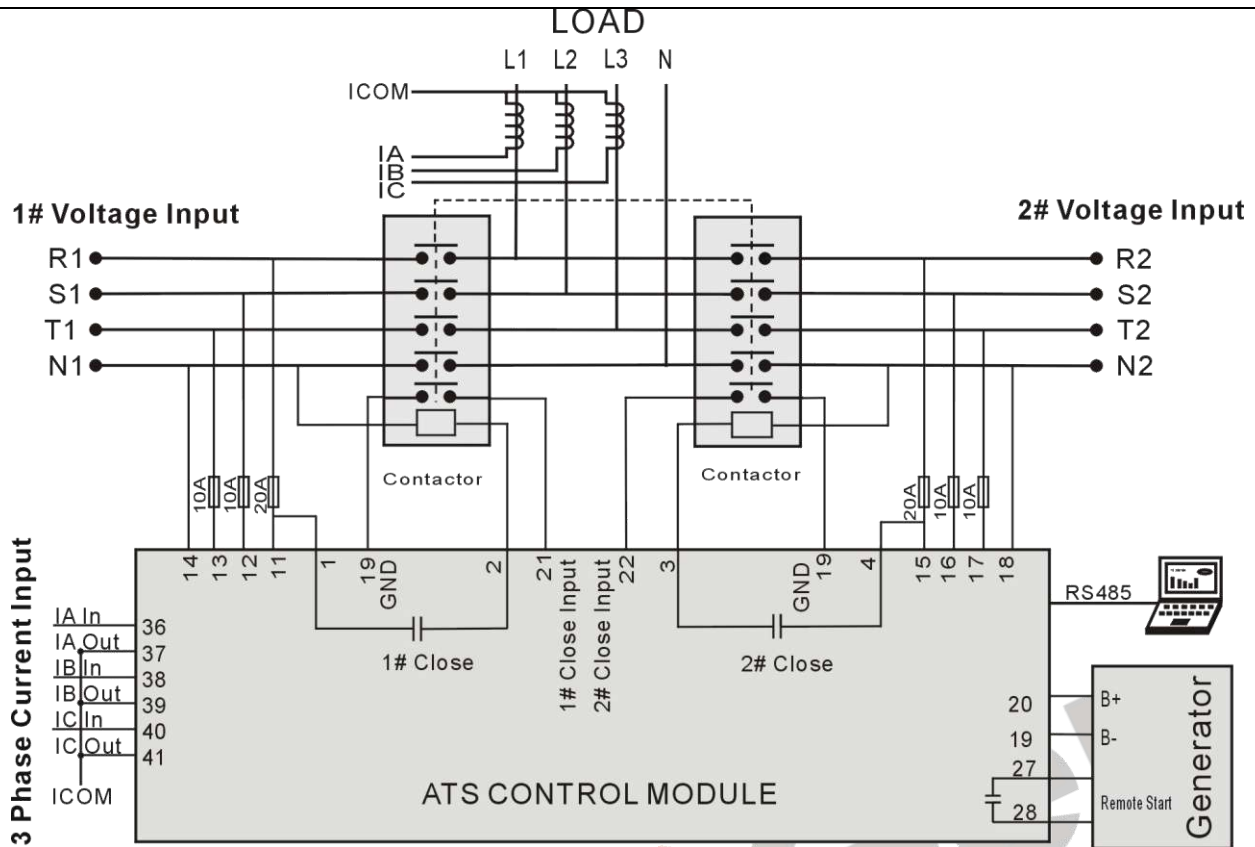 LOAD
L1 L2 L3 N
ICOM
IA
IB
IC
1# Voltage Input
2# Voltage Input
R1
S1
T1
N1
R2
S2
T2
N2
Contactor
Contactor
10A
10A
20A
20A
10A
10A
14
13
12
11
1
19
GND
2
21
1# Close Input
2# Close Input
22
3
GND
19
4
15
16
17
18
1# Close
2# Close
RS485
3 Phase Current Input
IA In
36
IA Out
37
IB In
38
IB Out
39
IC In
40
IC Out
41
ICOM
ATS CONTROL MODULE
20
19
27
28
B+
B-
Remote Start
Generator